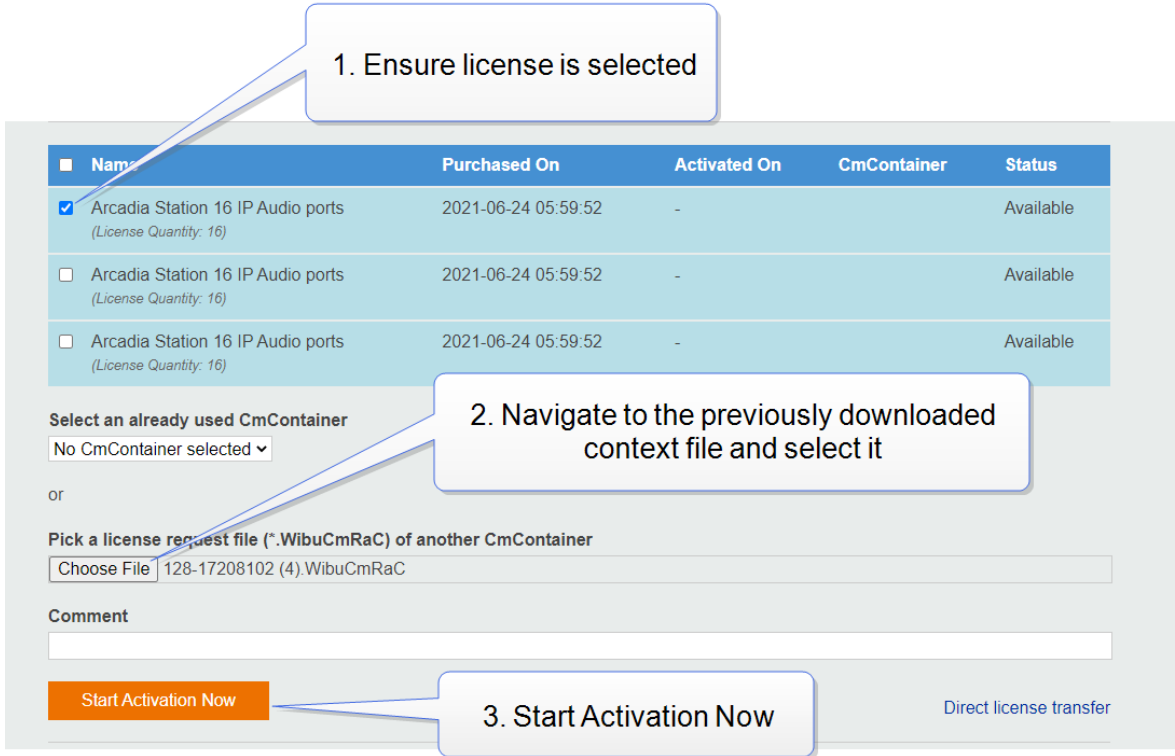 1. Ensure license is selected
Name Purchased On Activated On CmContainer Status
Arcadia Station 16 IP Audio ports 2021-06-24 05:59:52 - Available
(License Quantity: 16)
Arcadia Station 16 IP Audio ports 2021-06-24 05:59:52 - Available
(License Quantity: 16)
Arcadia Station 16 IP Audio ports 2021-06-24 05:59:52 - Available
(License Quantity: 16)
2. Navigate to the previously downloaded
context file and select it
Select an already used CmContainer
No CmContainer selected
or
Pick a license request file (*.WibuCmRaC) of another CmContainer
Choose File 128-17208102 (4).WibuCmRaC
Comment
Start Activation Now
3. Start Activation Now
Direct license transfer